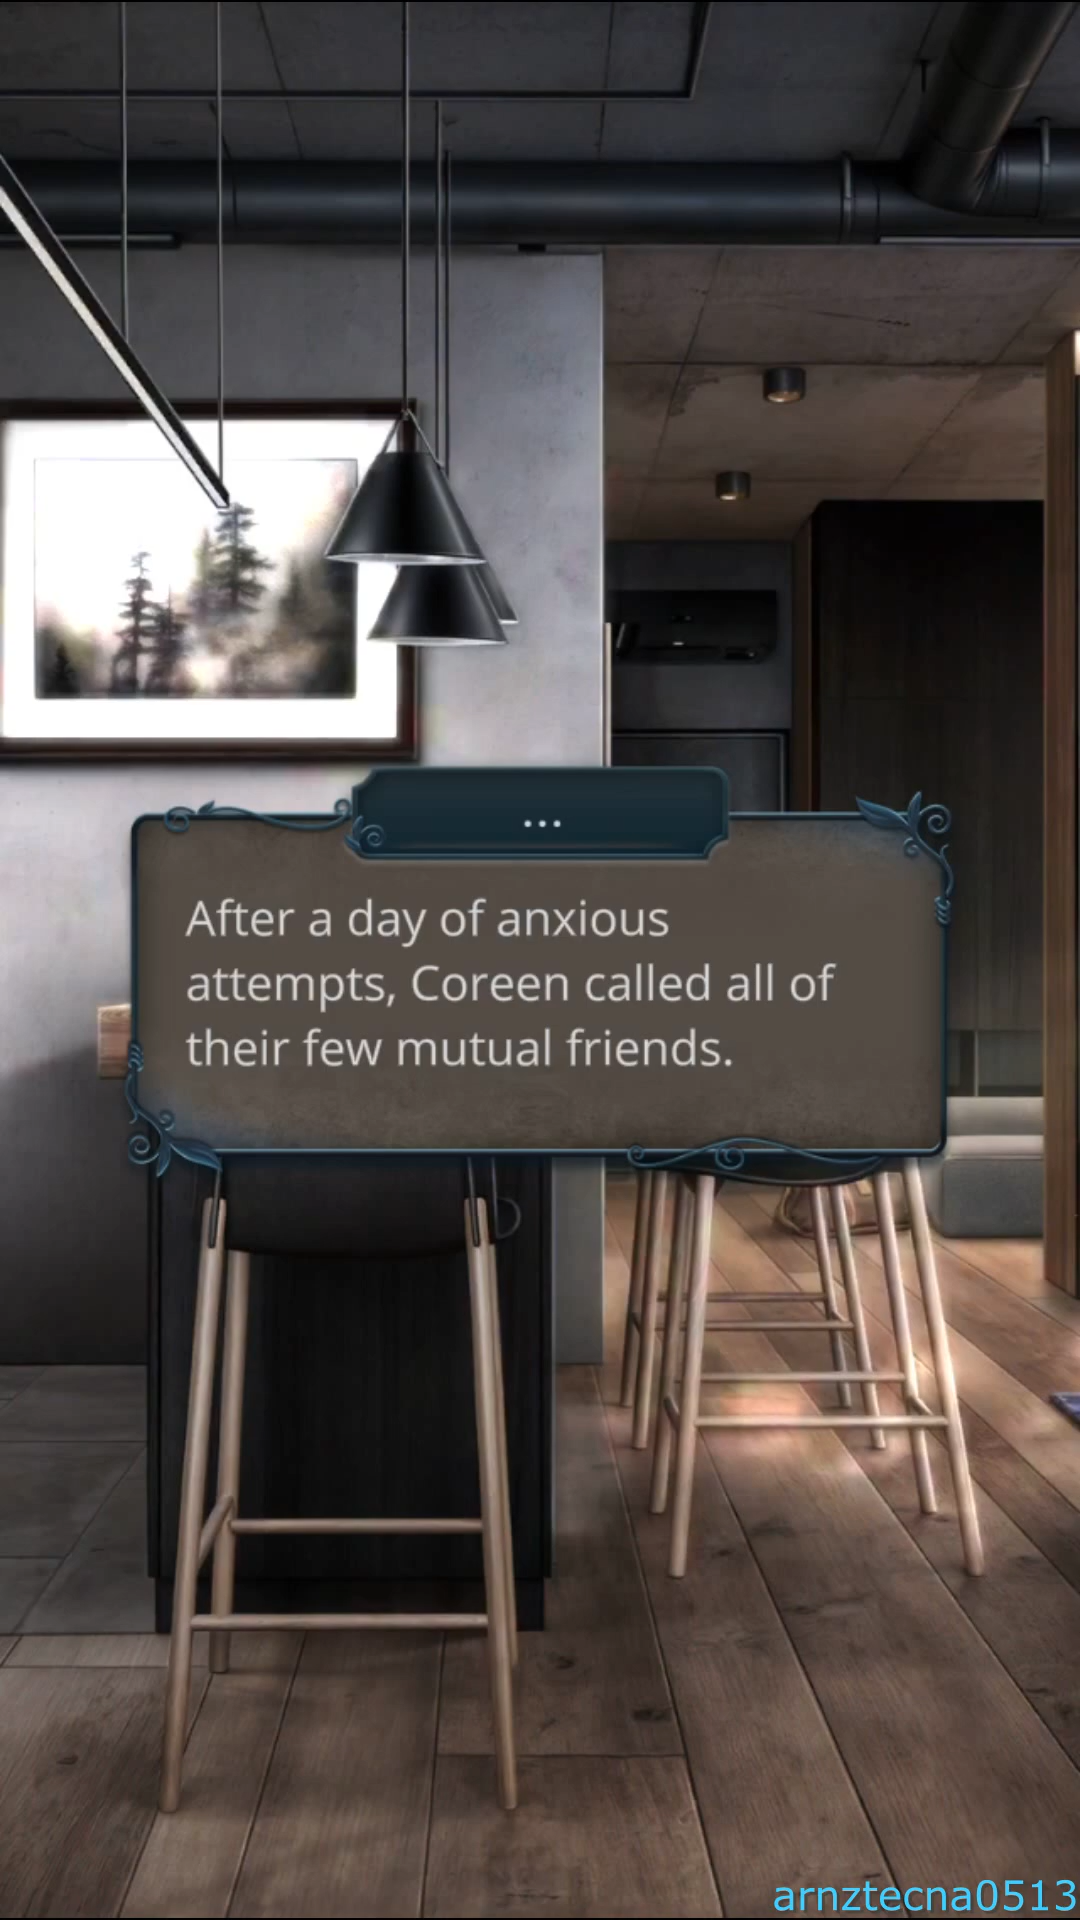 ...
After a day of anxious
attempts, Coreen called all of
their few mutual friends.
arnztecna0513